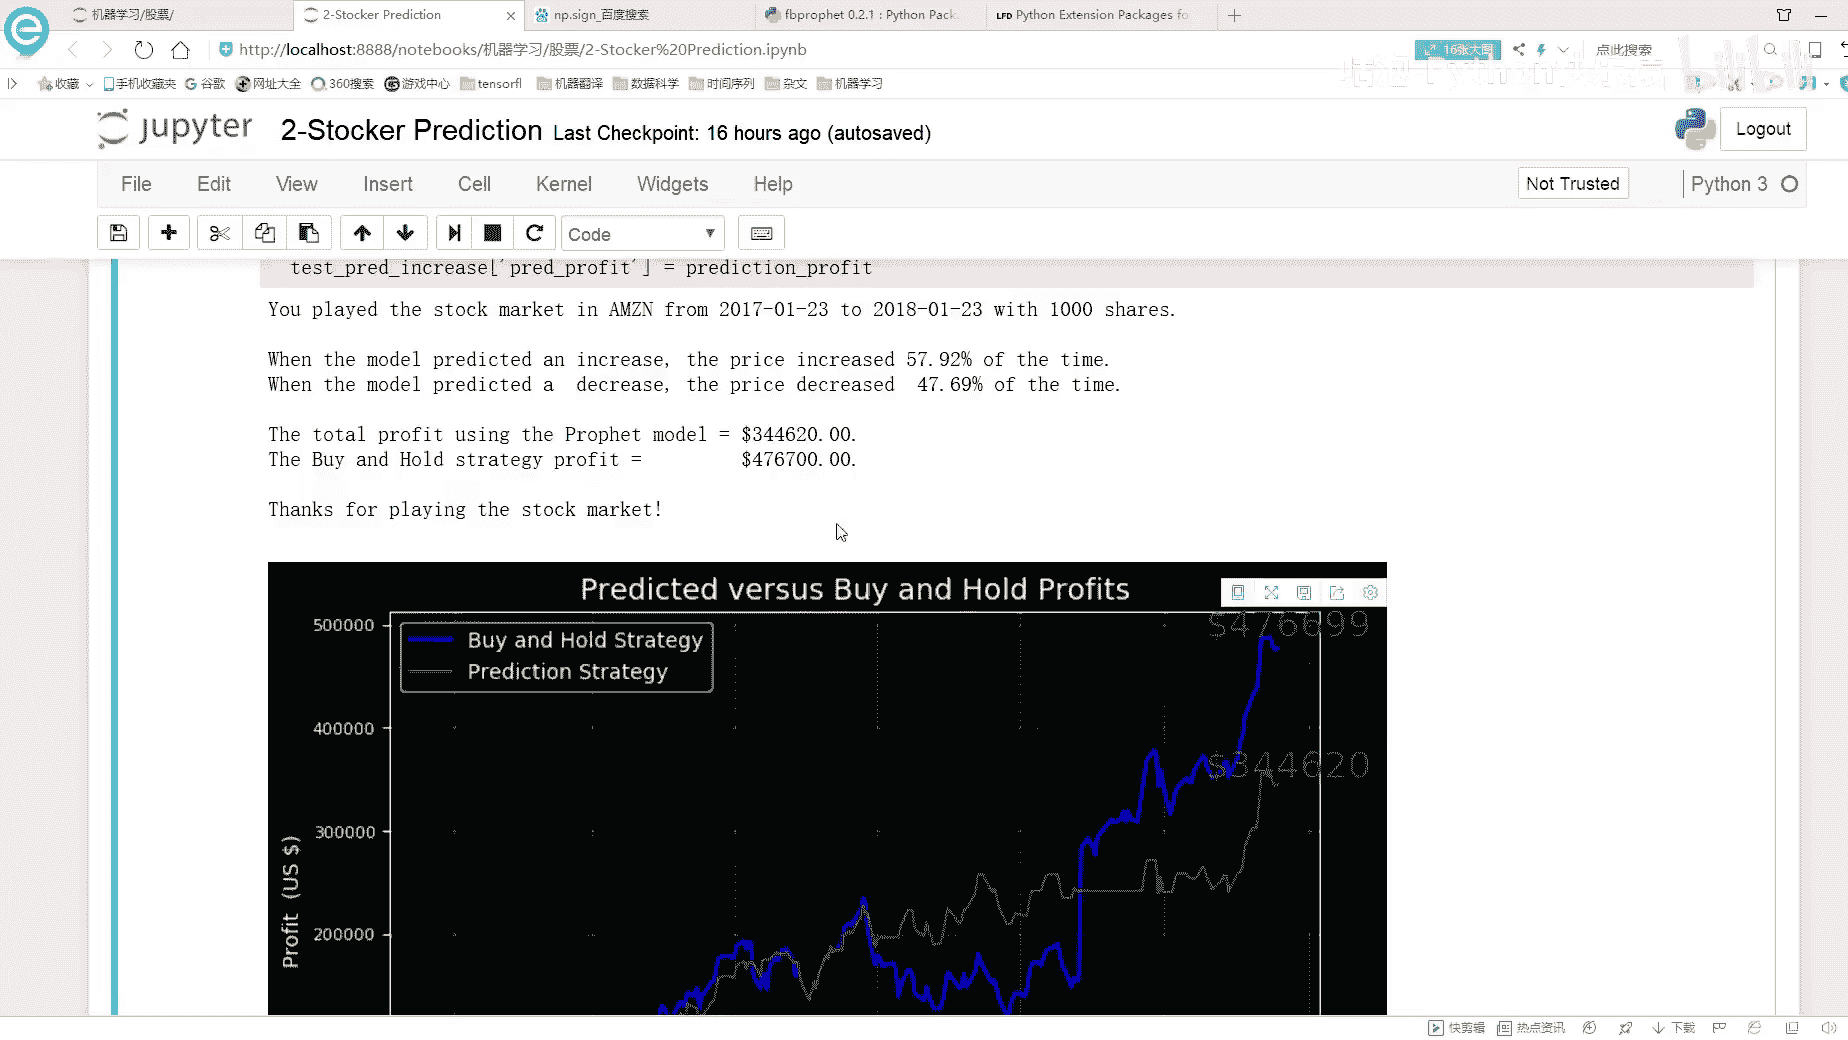 机器学习/股票/
2-Stocker Prediction
np.sign_百度搜索
fbprophet 0.2.1 : Python Pack
LFD Python Extension Packages fo
http://localhost:8888/notebooks/机器学习/股票/2-Stocker%20Prediction.ipynb
16张大图
点此搜索
收藏 手机收藏夹 谷歌 网址大全 360搜索 游戏中心 tensorfl 机器翻译 数据科学 时间序列 杂文 机器学习
bilibili
jupyter 2-Stocker Prediction Last Checkpoint: 16 hours ago (autosaved)
Logout
File Edit View Insert Cell Kernel Widgets Help
Not Trusted
Python 3
Code
test_pred_increase['pred_profit'] = prediction_profit
You played the stock market in AMZN from 2017-01-23 to 2018-01-23 with 1000 shares.
When the model predicted an increase, the price increased 57.92% of the time.
When the model predicted a  decrease, the price decreased  47.69% of the time.
The total profit using the Prophet model = $344620.00.
The Buy and Hold strategy profit =         $476700.00.
Thanks for playing the stock market!
Predicted versus Buy and Hold Profits
500000
$476699
Buy and Hold Strategy
Prediction Strategy
400000
$344620
300000
Profit (US $)
200000
快剪辑 热点资讯 下载